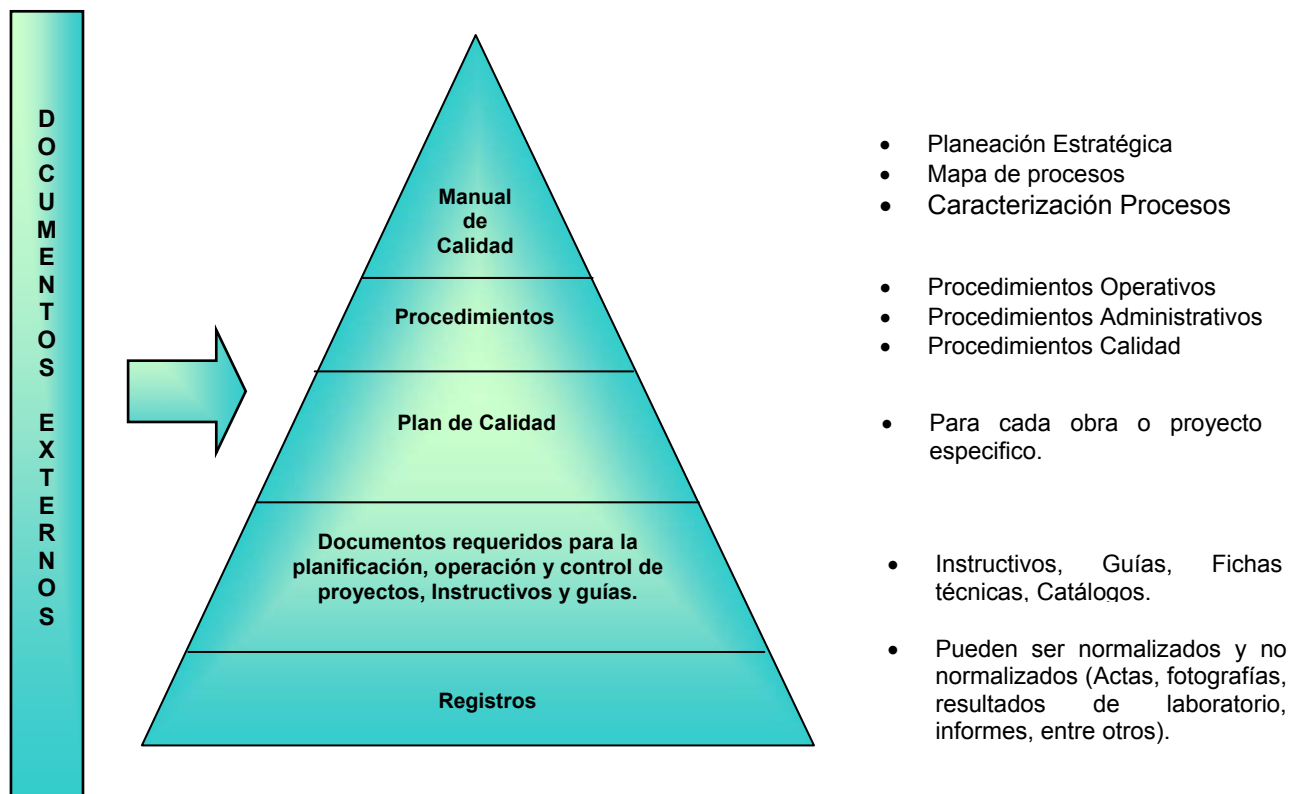 DOCUMENTOS EXTERNOS
Manual
de
Calidad
Procedimientos
Plan de Calidad
Documentos requeridos para la
planificación, operación y control de
proyectos, Instructivos y guías.
Registros
• Planeación Estratégica
• Mapa de procesos
• Caracterización Procesos
• Procedimientos Operativos
• Procedimientos Administrativos
• Procedimientos Calidad
• Para cada obra o proyecto
especifico.
• Instructivos, Guías, Fichas
técnicas, Catálogos.
• Pueden ser normalizados y no
normalizados (Actas, fotografías,
resultados de laboratorio,
informes, entre otros).